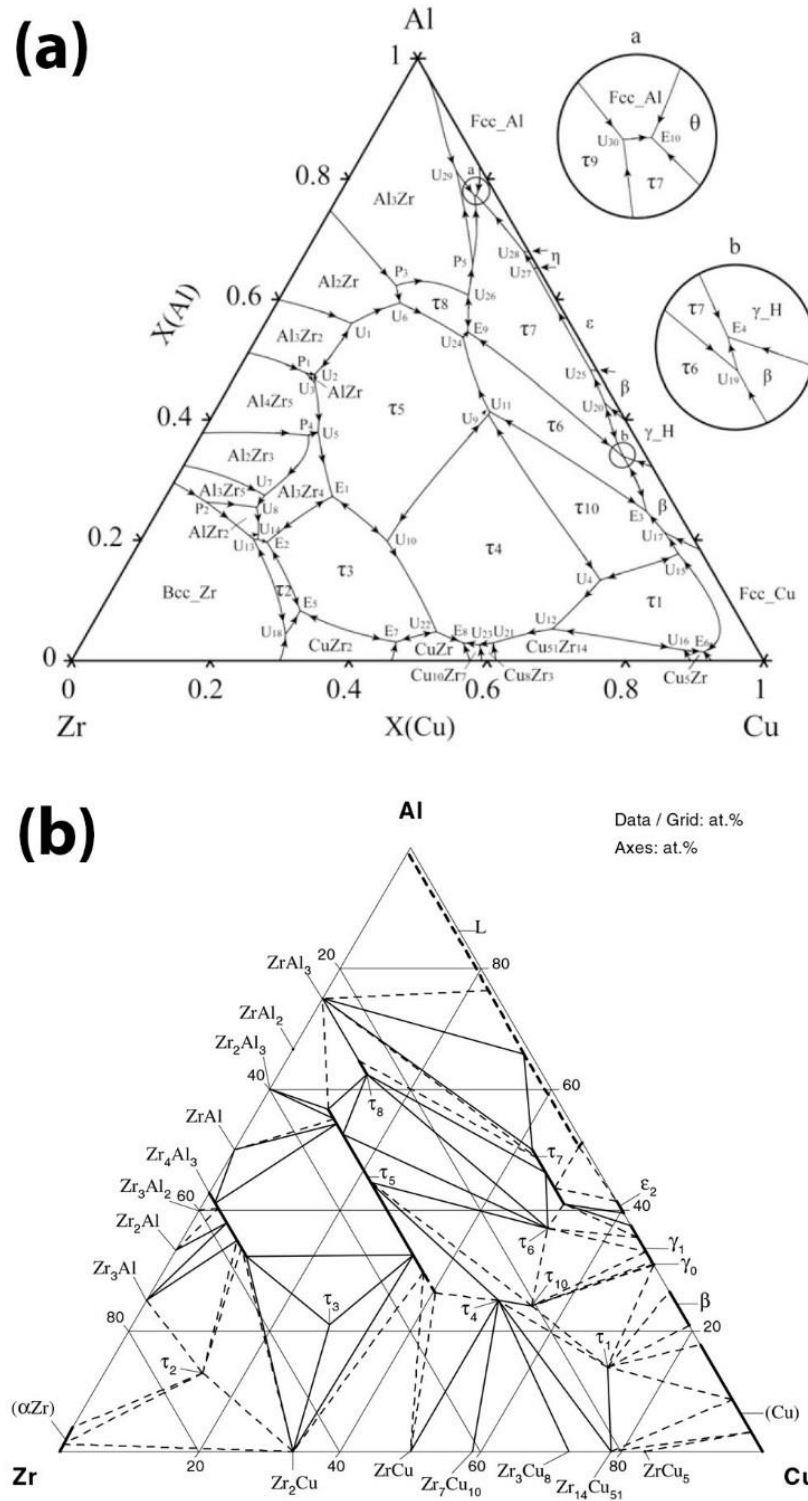 (a)
Al
a
1
Fcc_Al
Fcc_Al
θ
U30
E10
τ9
τ7
U29
a
0.8
Al3Zr
X(Al)
P5
U28
η
U27
b
Al2Zr
P3
0.6
U26
τ8
τ7
γ_H
U6
τ7
ε
E4
Al3Zr2
U1
E9
U24
τ6
U19
β
P1
U2
U3
AlZr
U25
β
τ5
Al4Zr5
U11
U20
0.4
P4
U5
U9
τ6
b
γ_H
Al2Zr3
Al3Zr5
U7
Al3Zr4
E1
P2
U8
τ10
E3
β
AlZr2
U14
0.2
U13
E2
U10
U17
τ4
U15
Bcc_Zr
τ2
τ3
U4
Fcc_Cu
E5
τ1
U18
E7
U22
E8
U23
U21
U12
U16
E6
CuZr2
CuZr
Cu51Zr14
0
Cu10Zr7
Cu8Zr3
Cu5Zr
0
0.2
0.4
0.6
0.8
1
Zr
X(Cu)
Cu
(b)
Al
Data / Grid: at.%
Axes: at.%
L
ZrAl3
20
80
ZrAl2
Zr2Al3
40
60
τ8
ZrAl
τ7
Zr4Al3
τ5
ε2
Zr3Al2
60
40
Zr2Al
τ6
γ1
γ0
Zr3Al
τ10
β
τ3
τ4
80
τ1
20
τ2
(αZr)
(Cu)
Zr
20
Zr2Cu
40
ZrCu
60
Zr7Cu10
Zr3Cu8
80
Zr14Cu51
ZrCu5
Cu